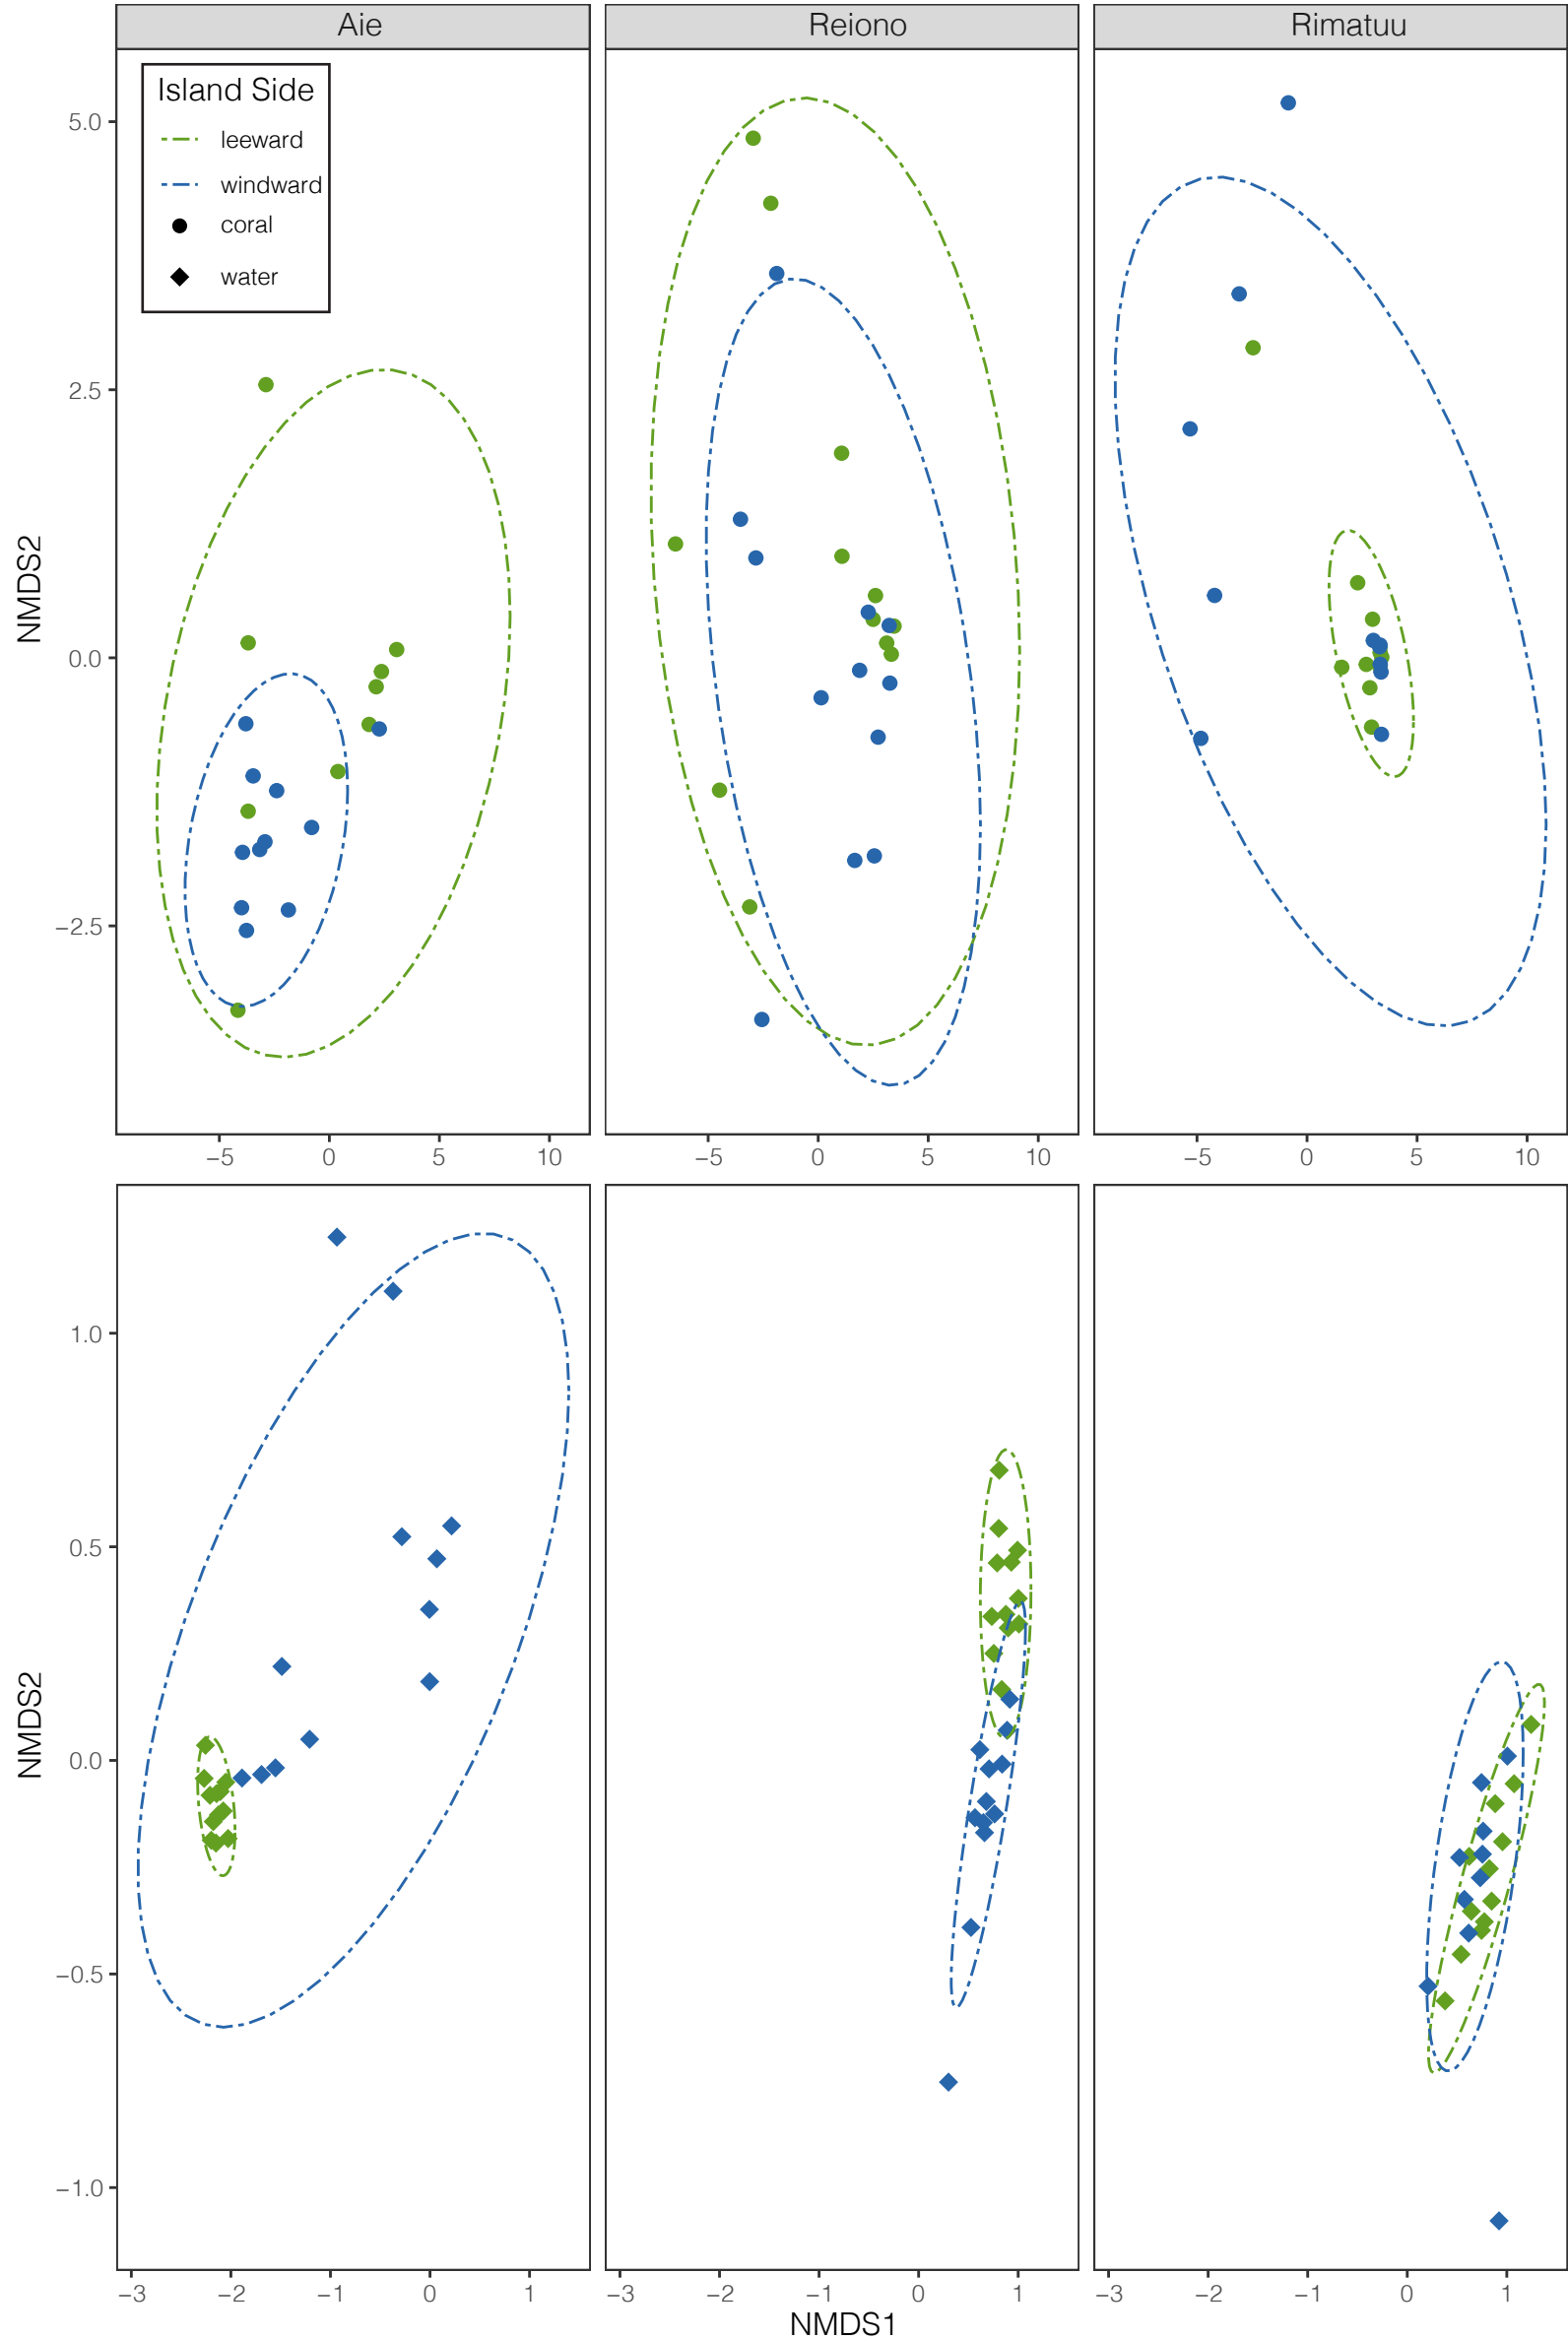 Aie Reiono Rimatuu
Island Side
leeward
windward
coral
water
NMDS2
5.0
2.5
0.0
−2.5
−5 0 5 10 −5 0 5 10 −5 0 5 10
NMDS2
1.0
0.5
0.0
−0.5
−1.0
−3 −2 −1 0 1 −3 −2 −1 0 1 −3 −2 −1 0 1
NMDS1